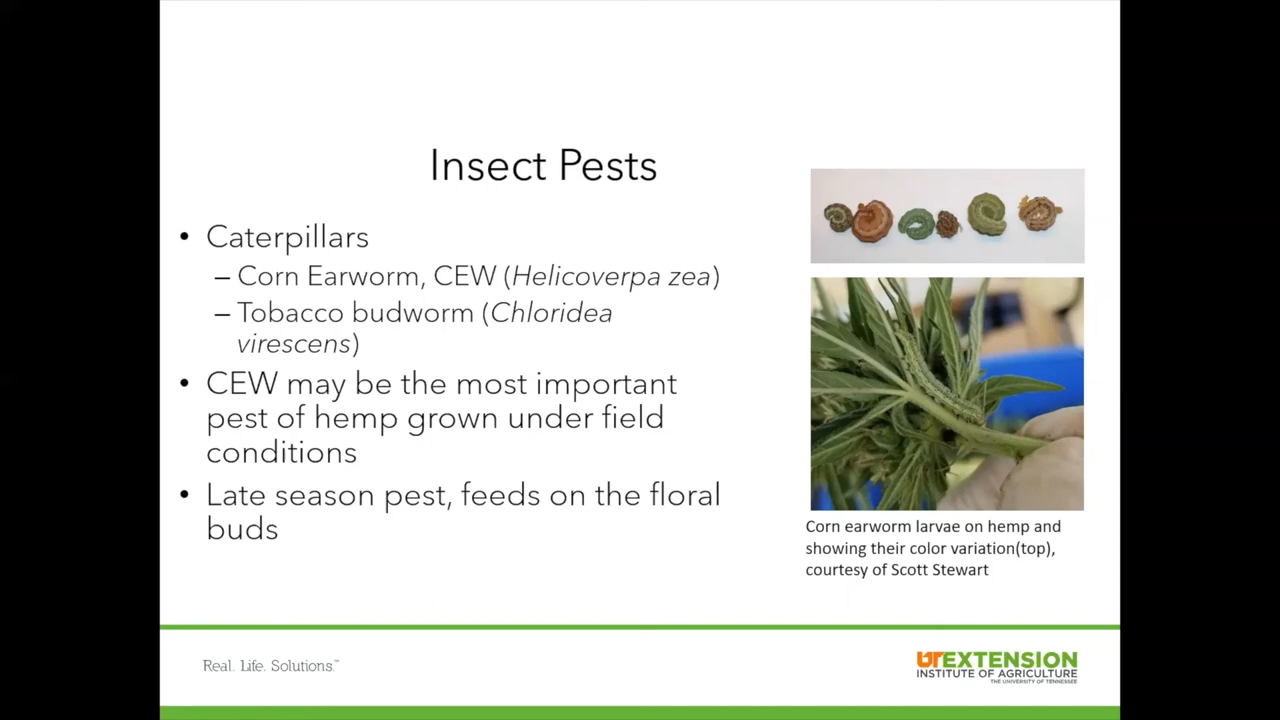 Insect Pests
• Caterpillars
– Corn Earworm, CEW (Helicoverpa zea)
– Tobacco budworm (Chloridea
virescens)
• CEW may be the most important
pest of hemp grown under field
conditions
• Late season pest, feeds on the floral
buds
Corn earworm larvae on hemp and
showing their color variation(top),
courtesy of Scott Stewart
Real. Life. Solutions.™
UTEXTENSION
INSTITUTE OF AGRICULTURE
THE UNIVERSITY OF TENNESSEE